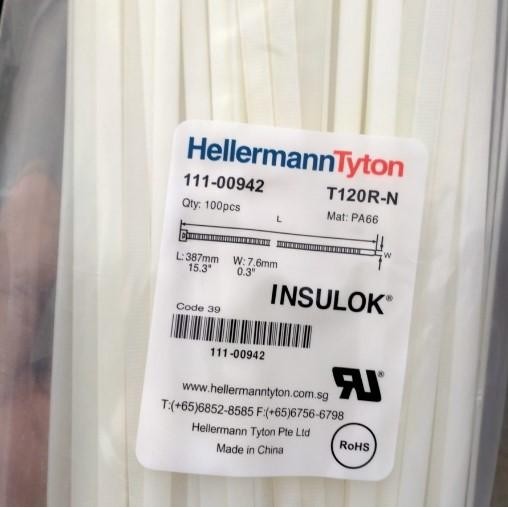 HellermannTyton
111-00942 T120R-N
Qty: 100pcs Mat: PA66
L
W
L:387mm W:7.6mm
15.3" 0.3"
INSULOK®
Code 39
111-00942
RU®
www.hellermanntyton.com.sg
T:(+65)6852-8585 F:(+65)6756-6798
Hellermann Tyton Pte Ltd
Made in China
RoHS